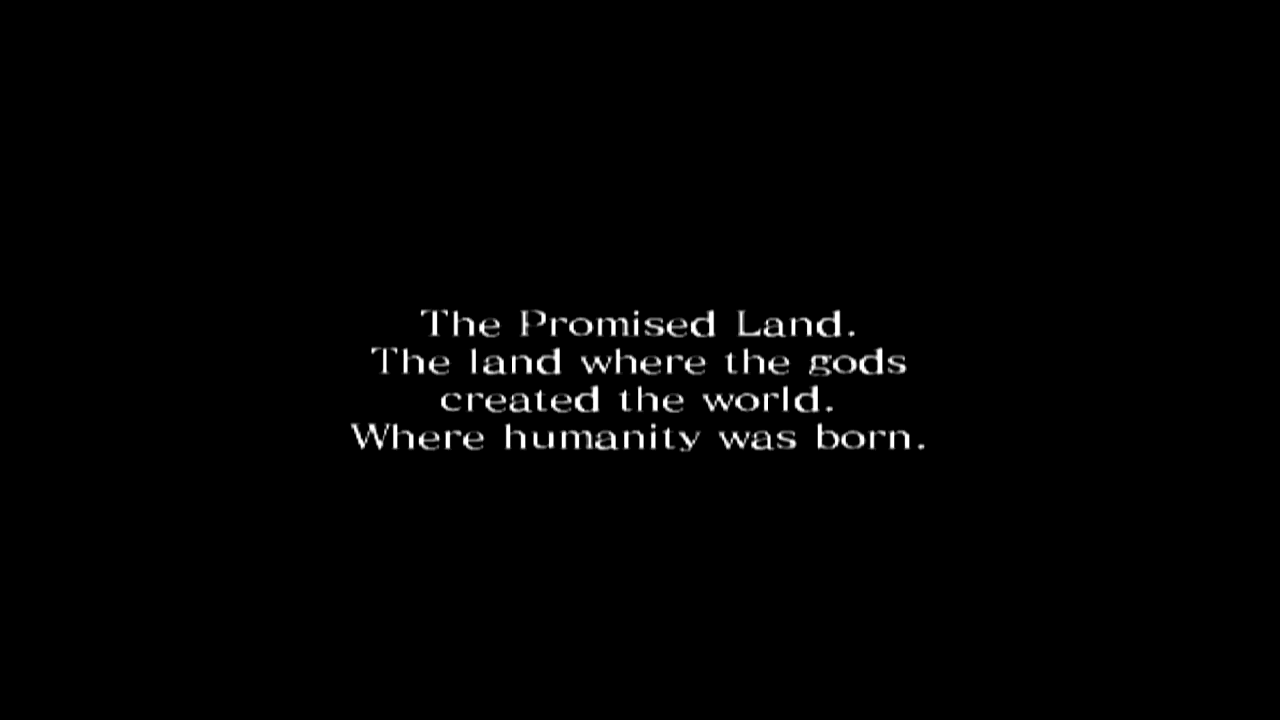 The Promised Land.
The land where the gods
created the world.
Where humanity was born.